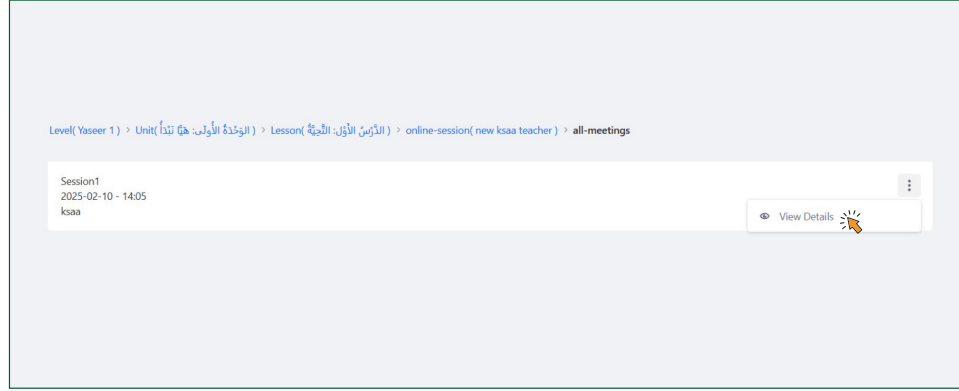 Level( Yaseer 1 ) > Unit( الوَحْدَةُ الأُولَى: هَيَّا نَبْدَأُ ) > Lesson( الدَّرْسُ الأَوَّل: التَّحِيَّةُ ) > online-session( new ksaa teacher ) > all-meetings
Session1
2025-02-10 - 14:05
ksaa
View Details